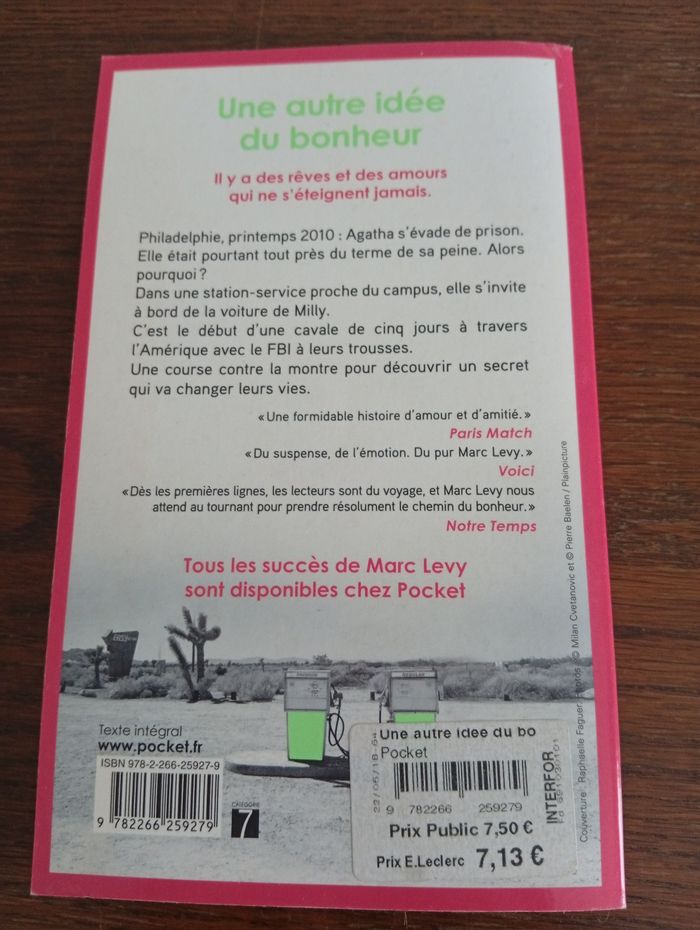 Une autre idée
du bonheur
Il y a des rêves et des amours
qui ne s'éteignent jamais.
Philadelphie, printemps 2010 : Agatha s'évade de prison.
Elle était pourtant tout près du terme de sa peine. Alors
pourquoi ?
Dans une station-service proche du campus, elle s'invite
à bord de la voiture de Milly.
C'est le début d'une cavale de cinq jours à travers
l'Amérique avec le FBI à leurs trousses.
Une course contre la montre pour découvrir un secret
qui va changer leurs vies.
« Une formidable histoire d'amour et d'amitié. »
Paris Match
« Du suspense, de l'émotion. Du pur Marc Levy. »
Voici
« Dès les premières lignes, les lecteurs sont du voyage, et Marc Levy nous
attend au tournant pour prendre résolument le chemin du bonheur. »
Notre Temps
Tous les succès de Marc Levy
sont disponibles chez Pocket
PREMIUM
REGULAR
Texte intégral
www.pocket.fr
ISBN 978-2-266-25927-9
9 782266 259279
CATÉGORIE
7
Une autre idee du bo
Pocket
22/05/18-64
9 782266 259279
INTERFOR
Prix Public 7,50 €
Prix E.Leclerc 7,13 €
Couverture : Raphaëlle Faguer. Photos : © Milan Cvetanovic et © Pierre Baelen / Plainpicture